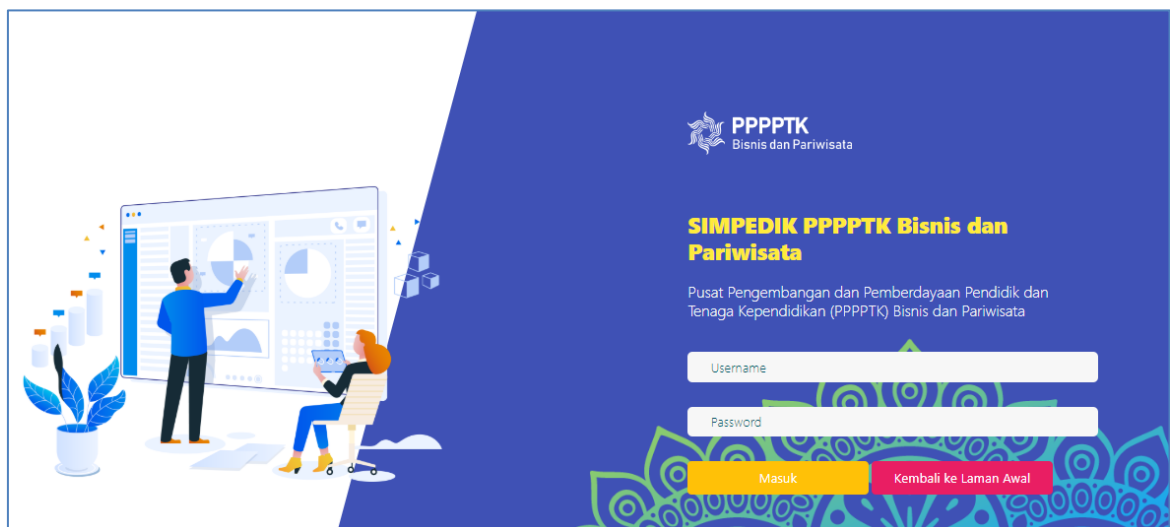 PPPPTK
Bisnis dan Pariwisata
SIMPEDIK PPPPTK Bisnis dan
Pariwisata
Pusat Pengembangan dan Pemberdayaan Pendidik dan
Tenaga Kependidikan (PPPPTK) Bisnis dan Pariwisata
Username
Password
Masuk
Kembali ke Laman Awal